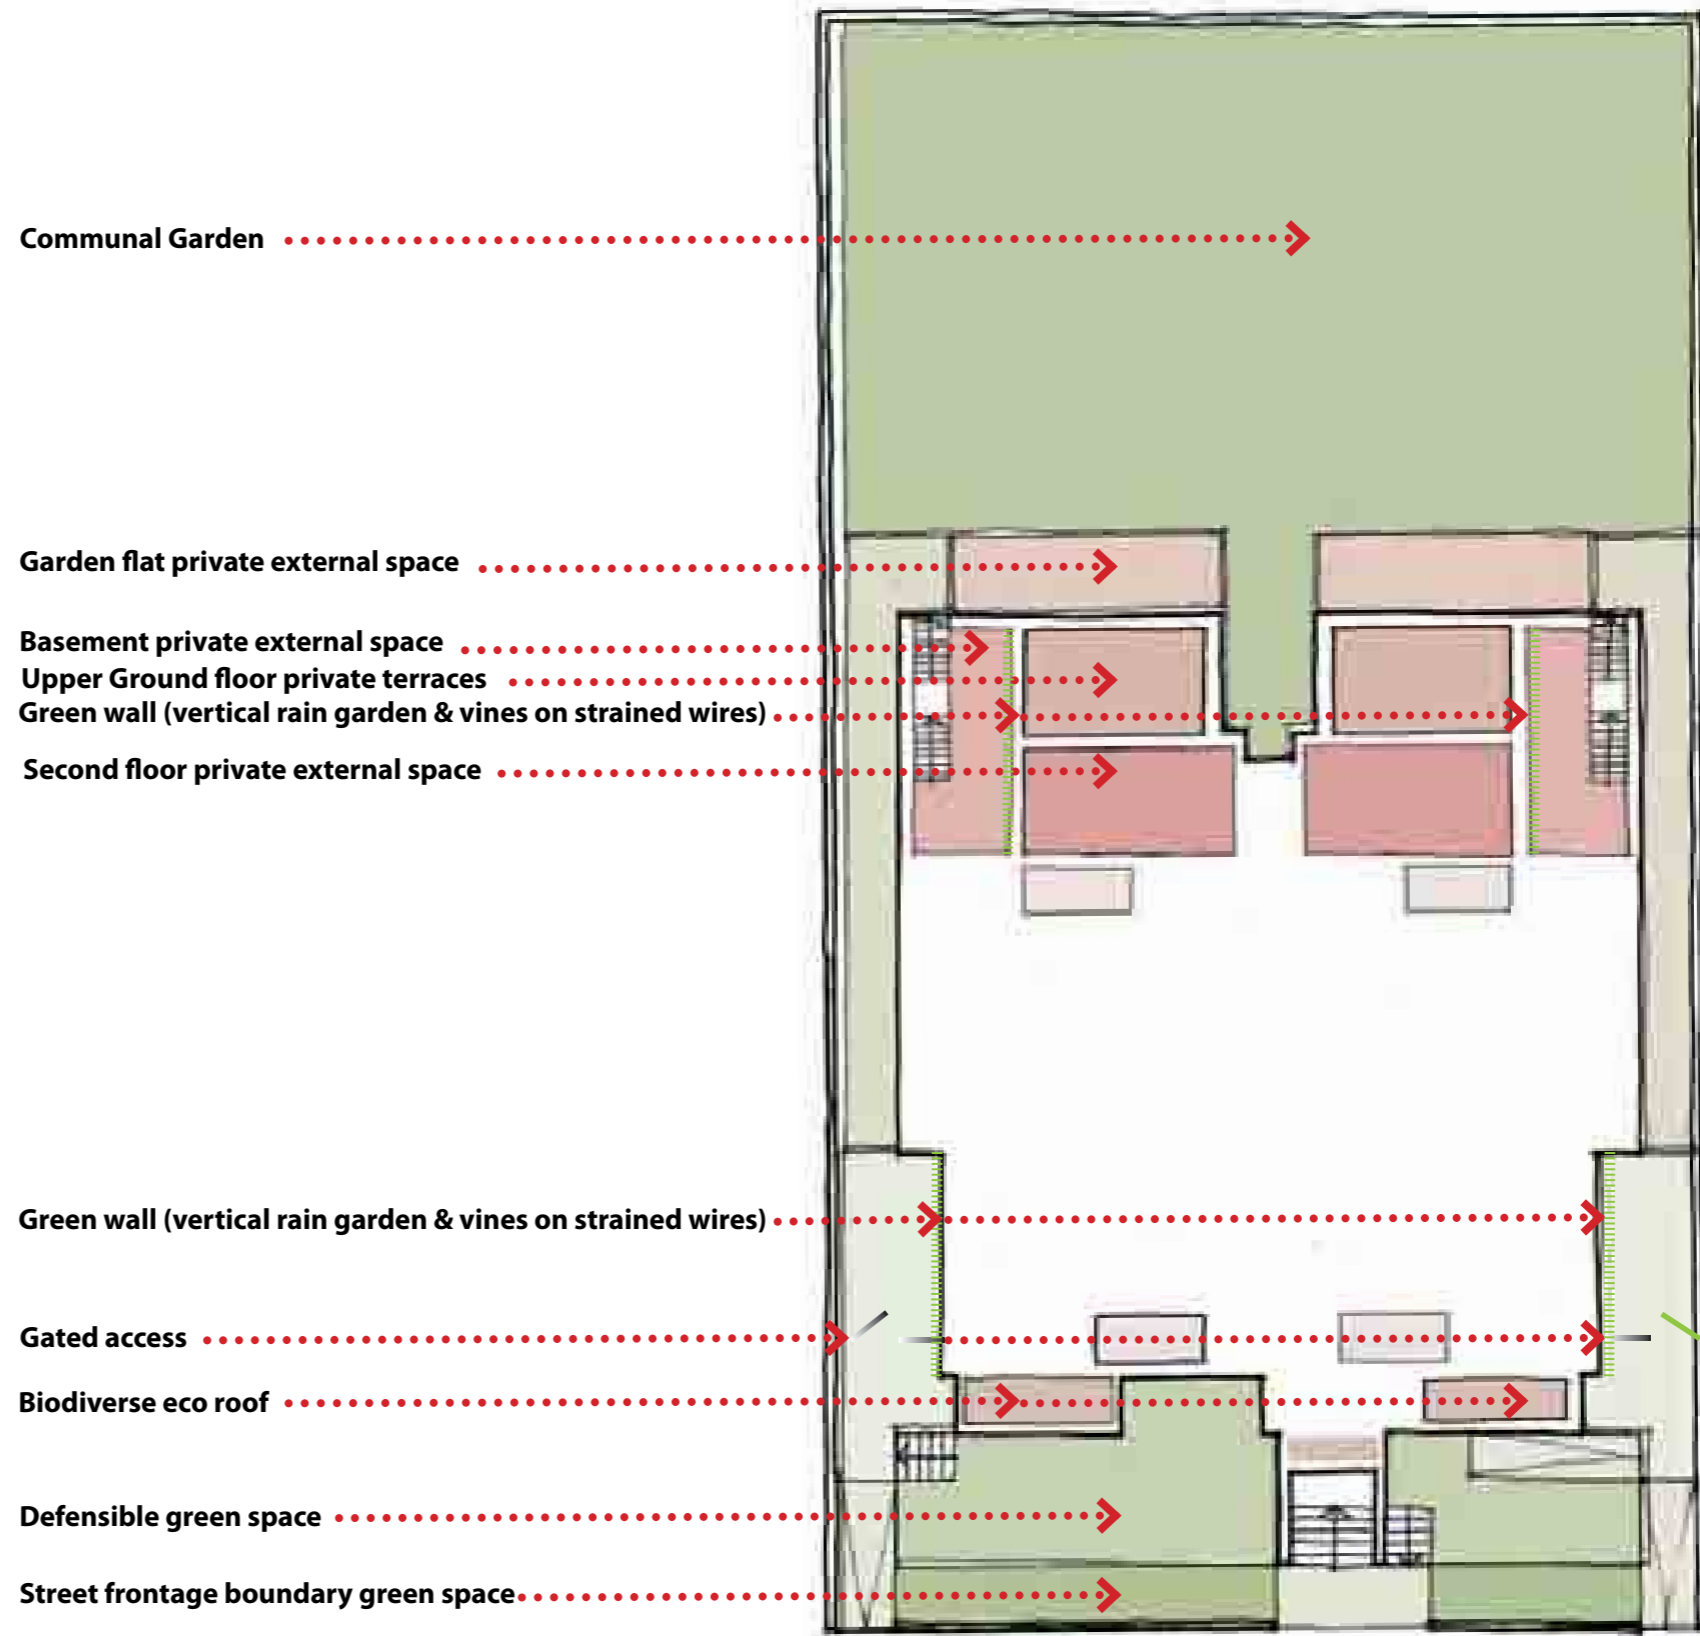 Communal Garden
Garden flat private external space
Basement private external space
Upper Ground floor private terraces
Green wall (vertical rain garden & vines on strained wires)
Second floor private external space
Green wall (vertical rain garden & vines on strained wires)
Gated access
Biodiverse eco roof
Defensible green space
Street frontage boundary green space